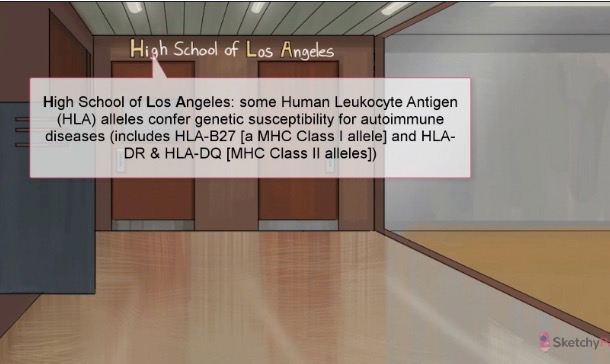 High School of Los Angeles
High School of Los Angeles: some Human Leukocyte Antigen
(HLA) alleles confer genetic susceptibility for autoimmune
diseases (includes HLA-B27 [a MHC Class I allele] and HLA-
DR & HLA-DQ [MHC Class II alleles])
Sketchy